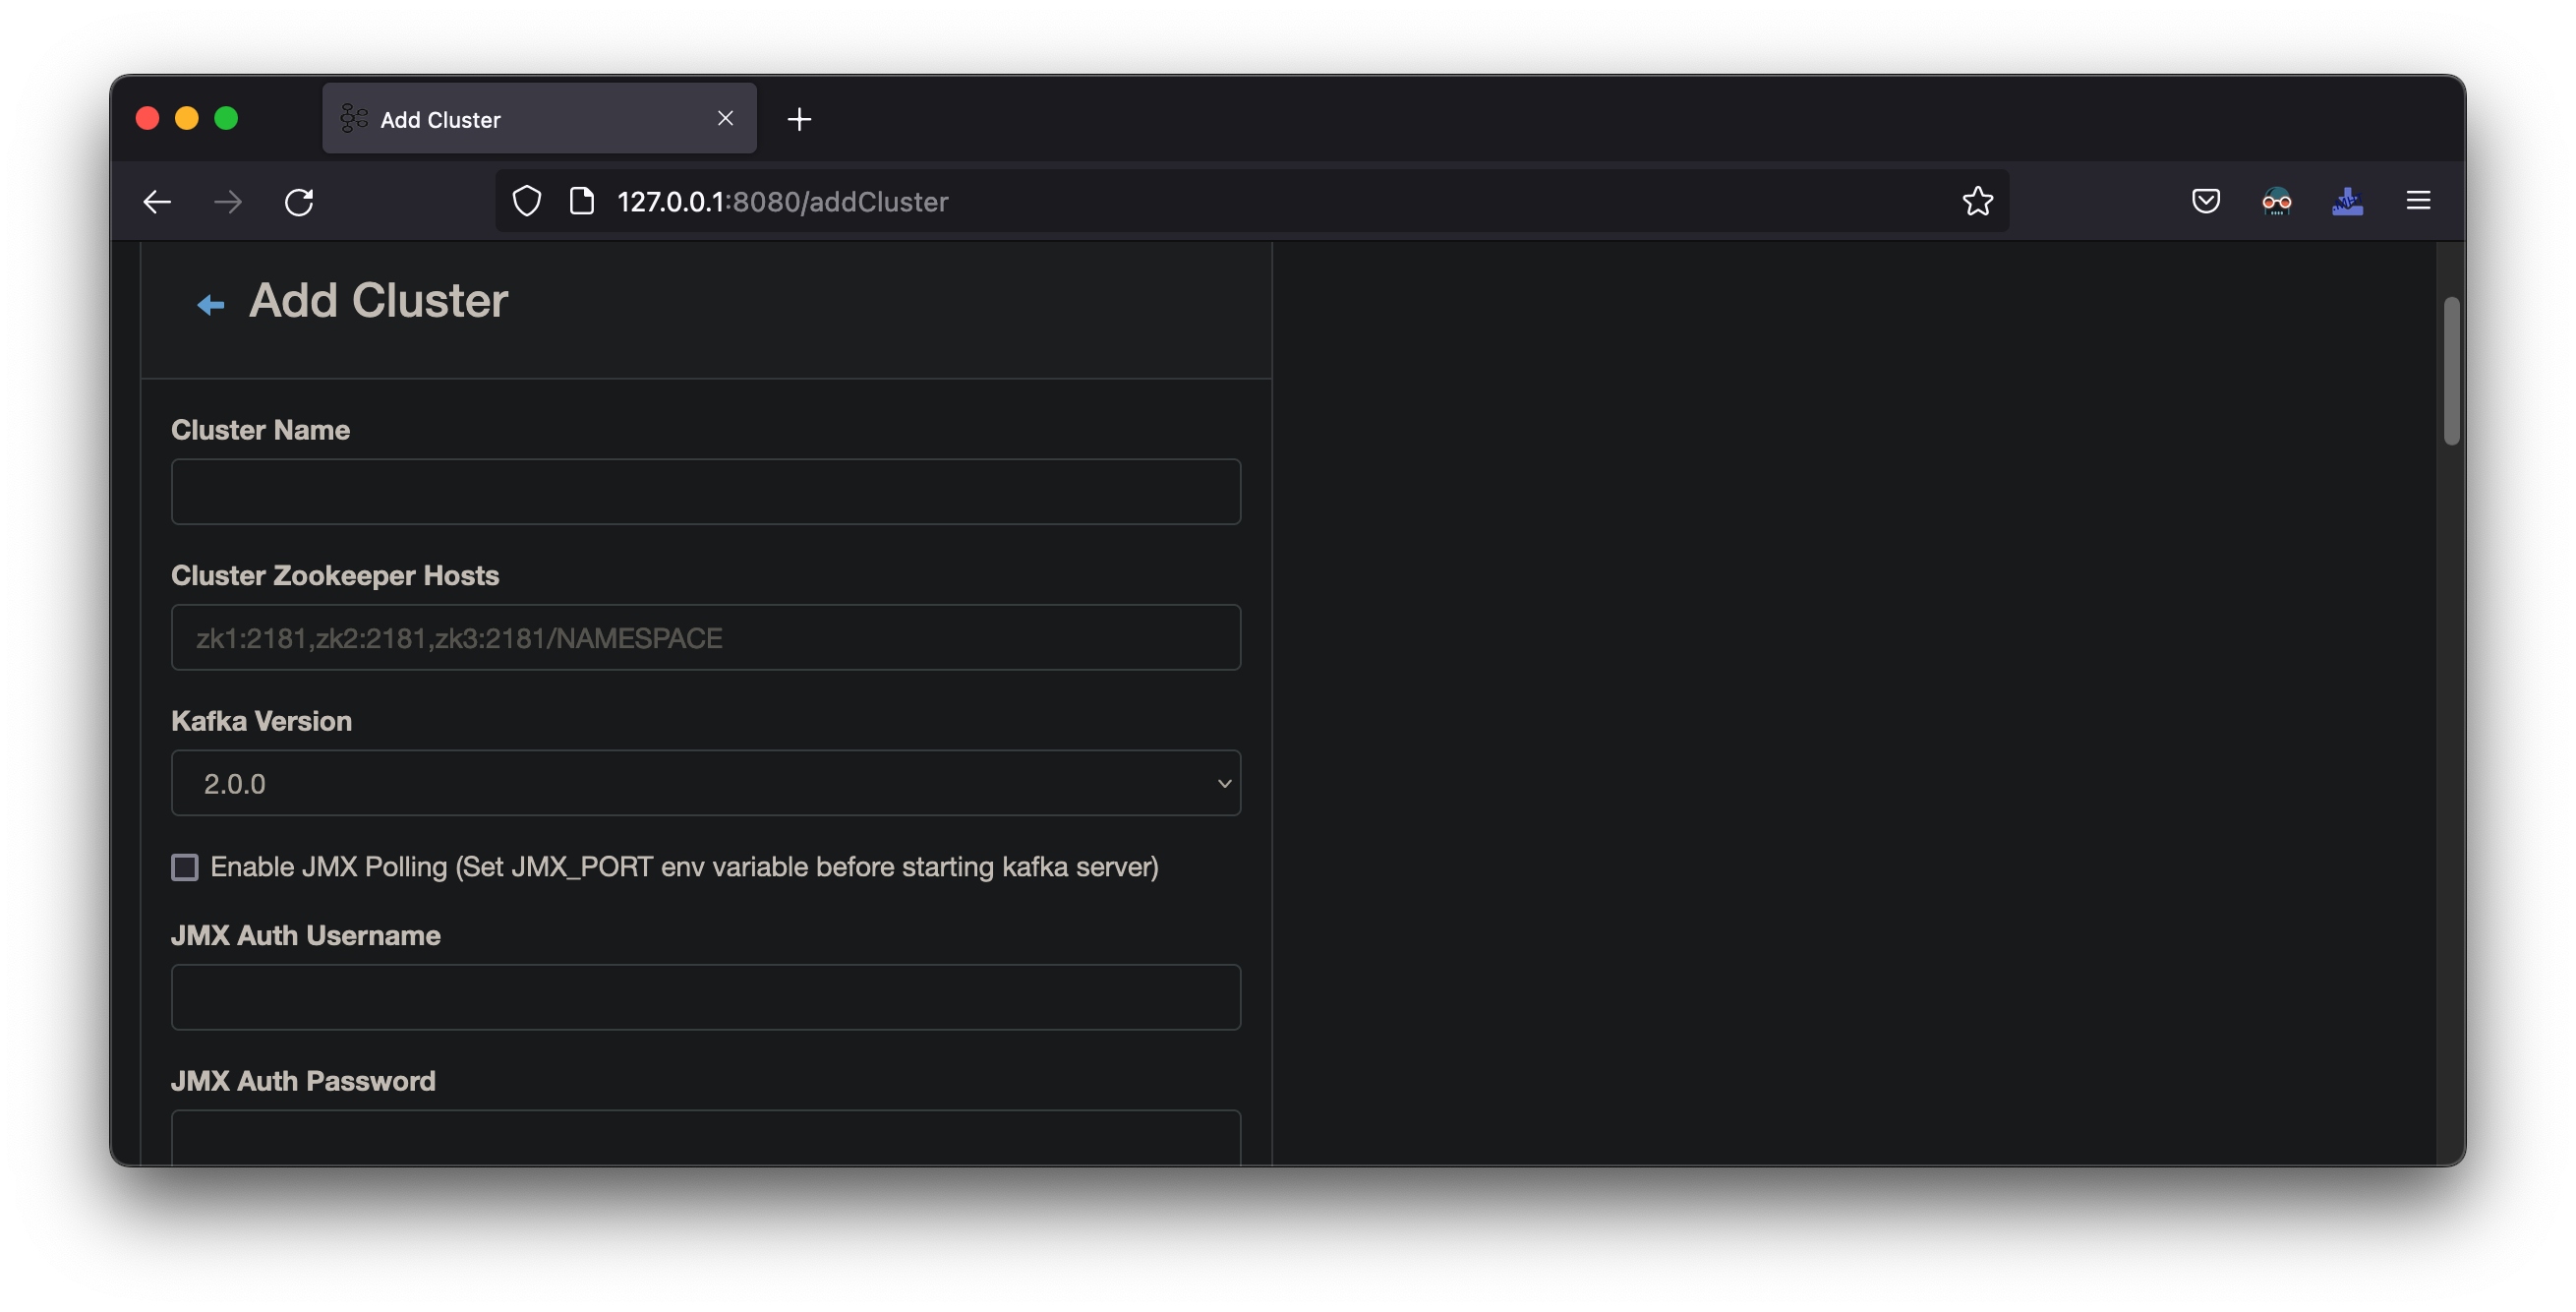 Add Cluster
127.0.0.1:8080/addCluster
Add Cluster
Cluster Name
Cluster Zookeeper Hosts
zk1:2181,zk2:2181,zk3:2181/NAMESPACE
Kafka Version
2.0.0
Enable JMX Polling (Set JMX_PORT env variable before starting kafka server)
JMX Auth Username
JMX Auth Password